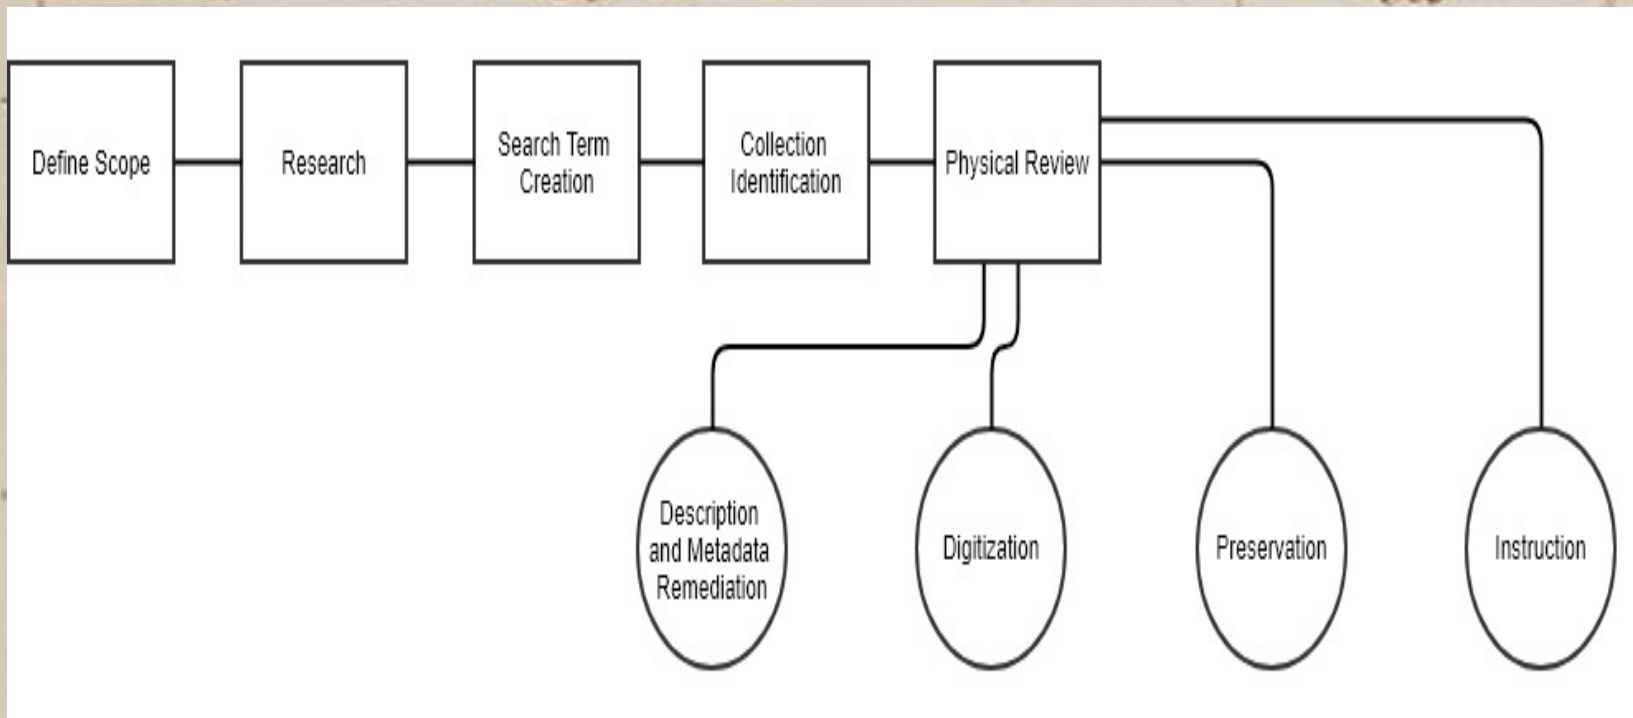 Define Scope
Research
Search Term
Creation
Collection
Identification
Physical Review
Description
and Metadata
Remediation
Digitization
Preservation
Instruction